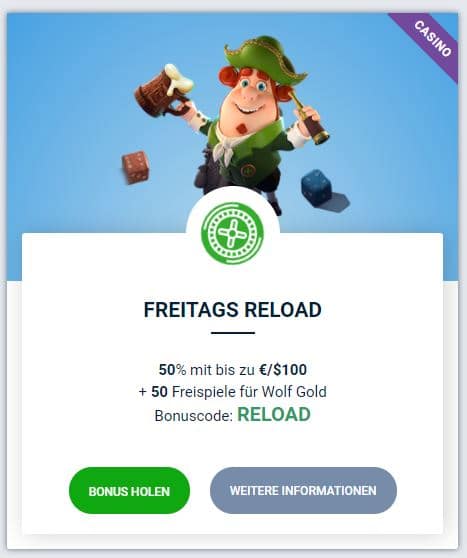 CASINO
FREITAGS RELOAD
50% mit bis zu €/$100
+ 50 Freispiele für Wolf Gold
Bonuscode: RELOAD
BONUS HOLEN
WEITERE INFORMATIONEN